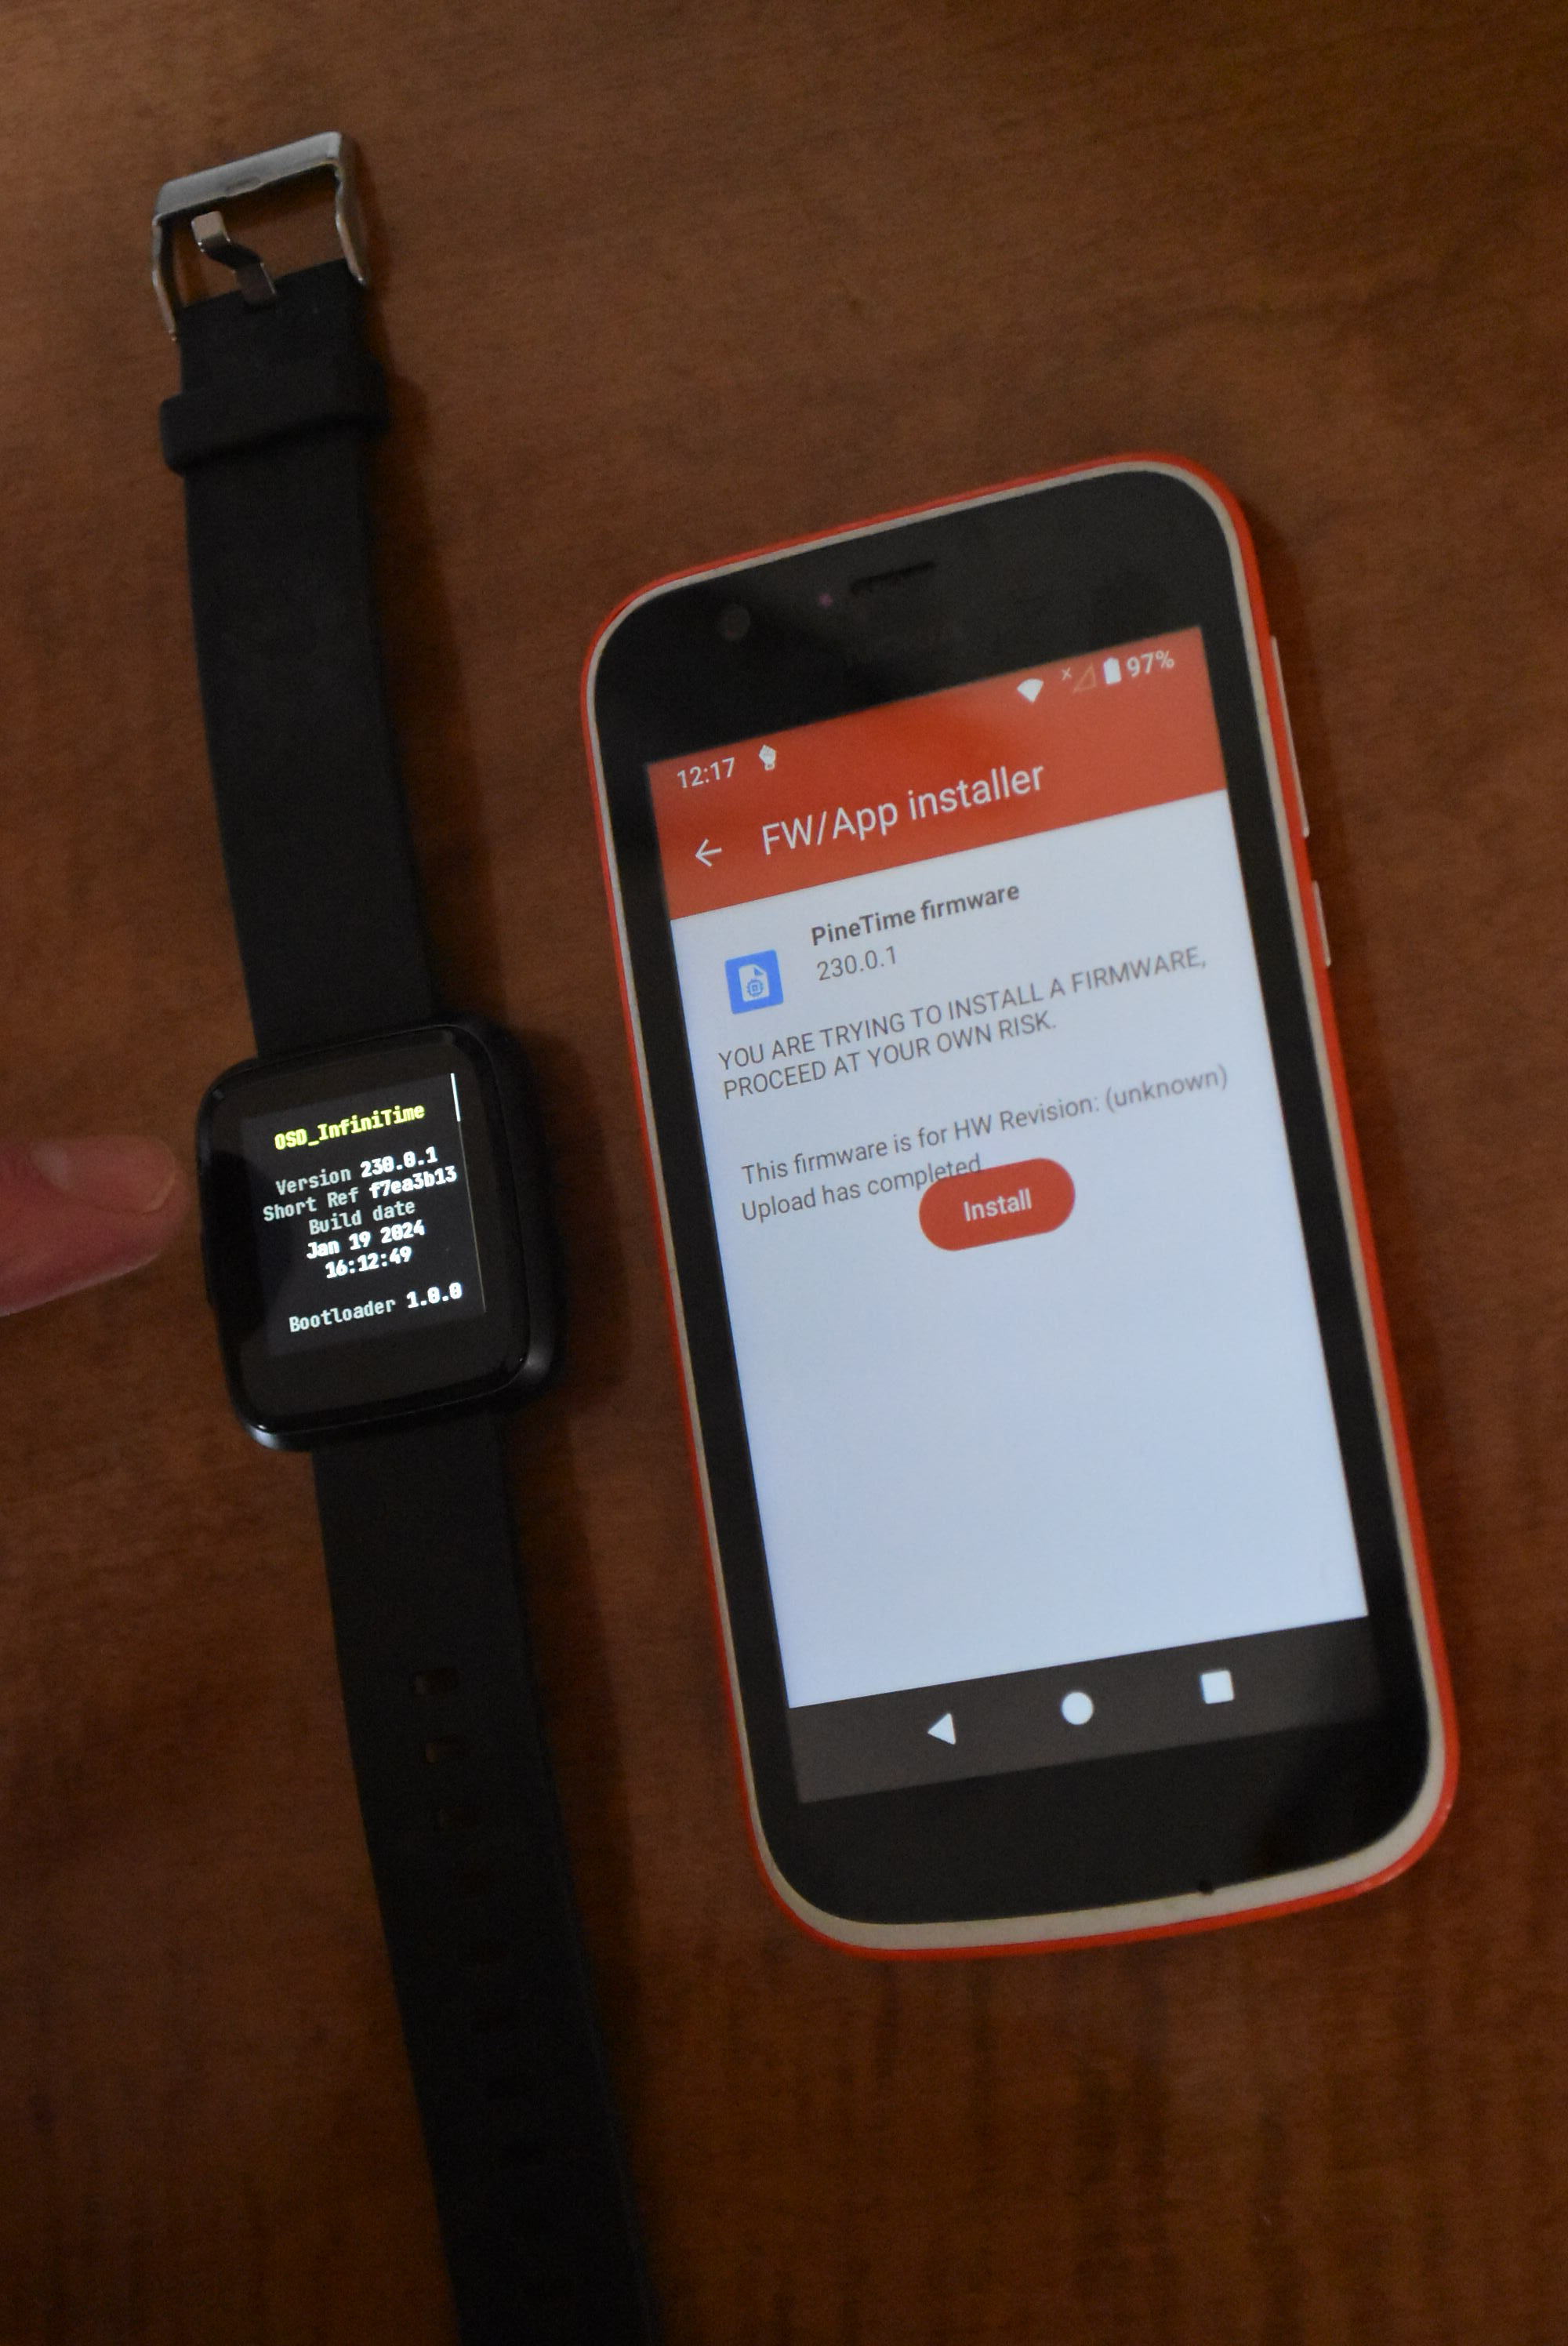 OSD_InfiniTime
Version 230.0.1
Short Ref f7ea3b13
Build date
Jan 19 2024
16:12:49
Bootloader 1.0.0
12:17
97%
FW/App installer
PineTime firmware
230.0.1
YOU ARE TRYING TO INSTALL A FIRMWARE,
PROCEED AT YOUR OWN RISK.
This firmware is for HW Revision: (unknown)
Upload has completed
Install